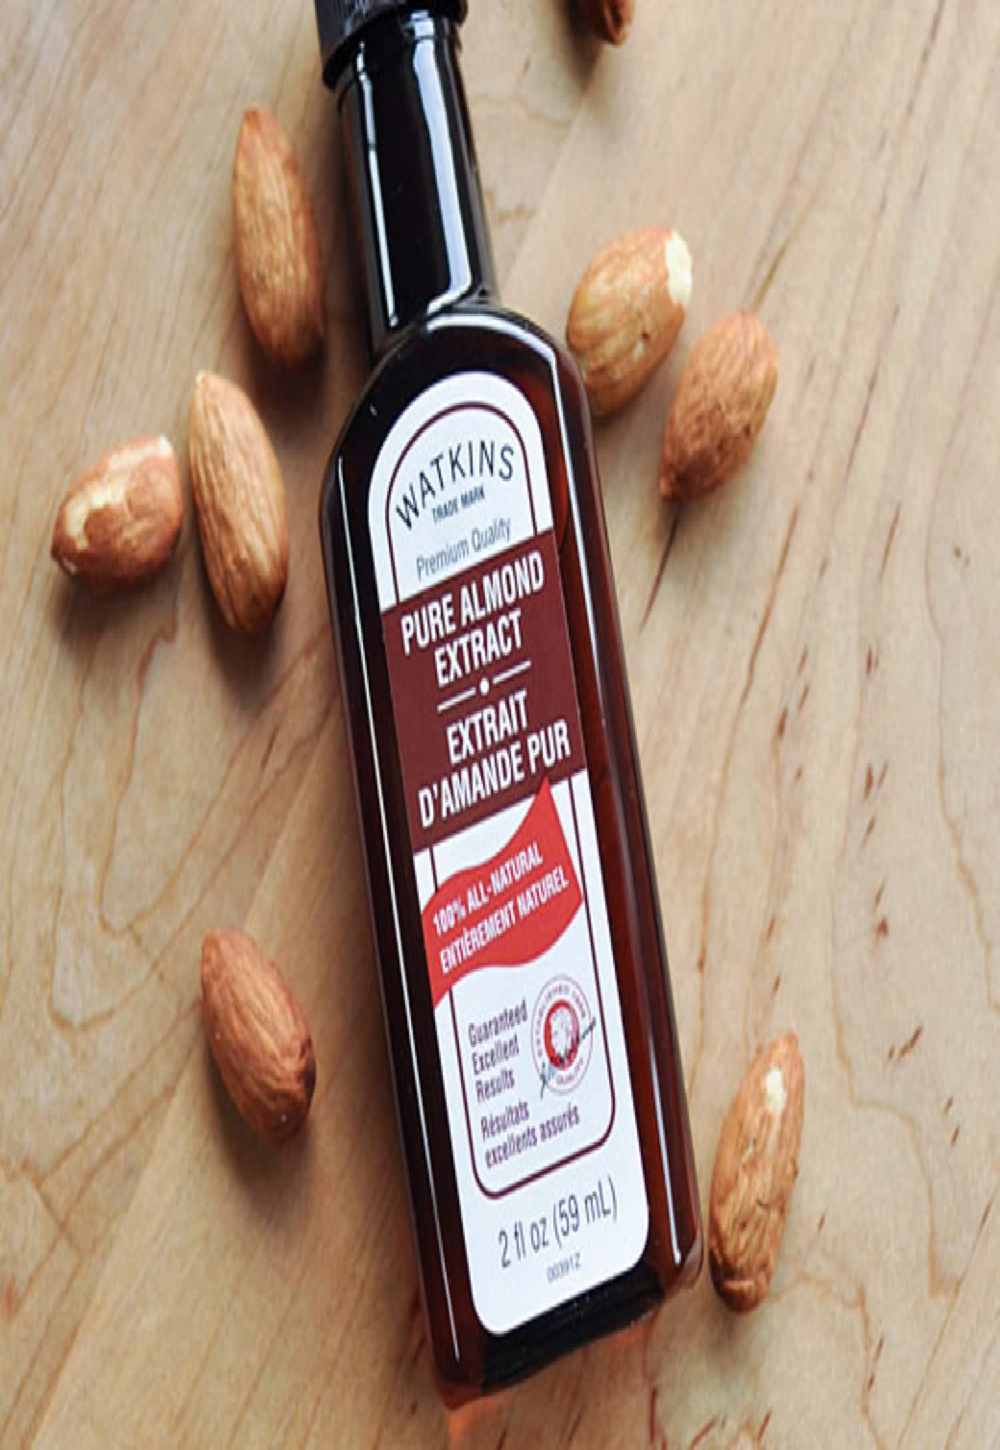 WATKINS
TRADE MARK
Premium Quality
PURE ALMOND
EXTRACT
EXTRAIT
D'AMANDE PUR
100% ALL-NATURAL
ENTIÈREMENT NATUREL
Guaranteed
Excellent
Results
Résultats
excellents assurés
2 fl oz (59 mL)